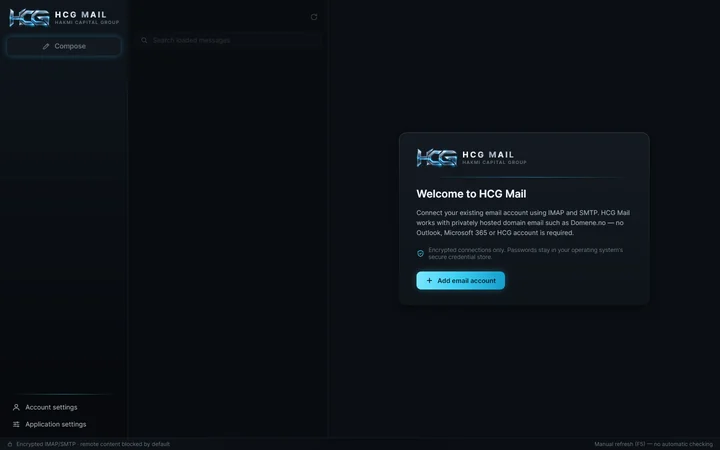 HCG
HCG MAIL
HAKMI CAPITAL GROUP
Compose
Search loaded messages
HCG
HCG MAIL
HAKMI CAPITAL GROUP
Welcome to HCG Mail
Connect your existing email account using IMAP and SMTP. HCG Mail
works with privately hosted domain email such as Domene.no — no
Outlook, Microsoft 365 or HCG account is required.
Encrypted connections only. Passwords stay in your operating system's
secure credential store.
Add email account
Account settings
Application settings
Encrypted IMAP/SMTP · remote content blocked by default
Manual refresh (F5) — no automatic checking